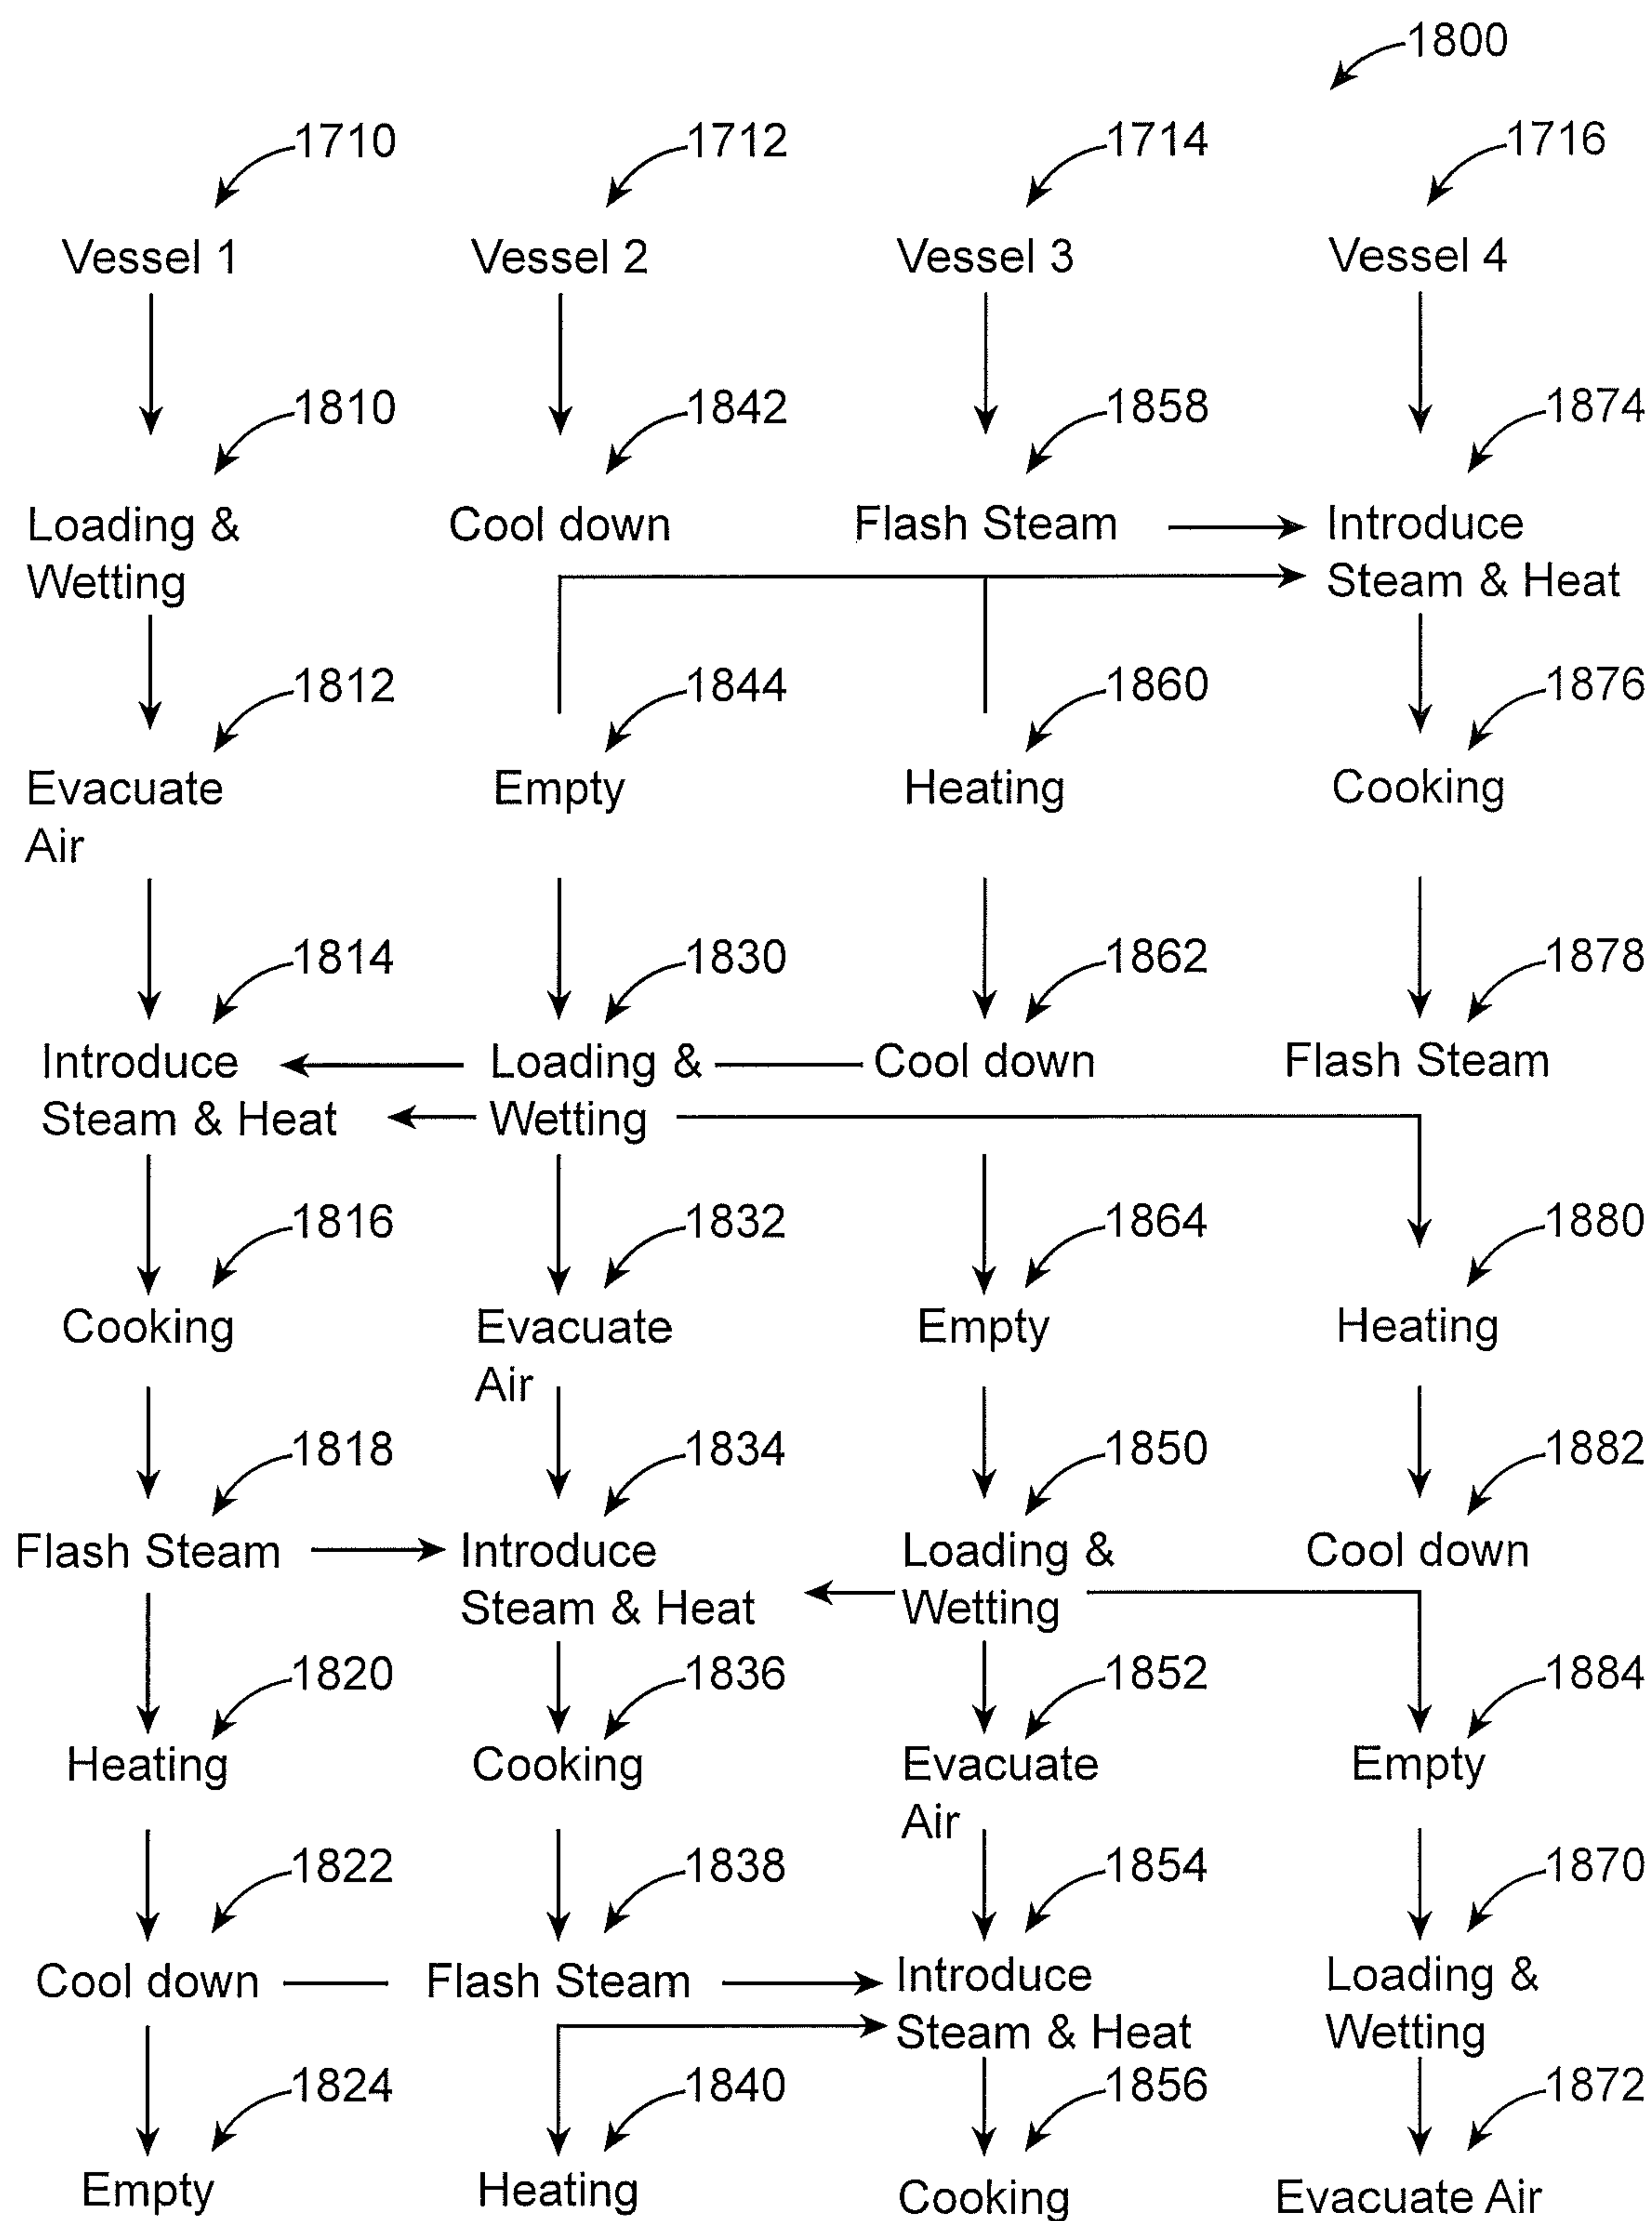 1800
1710 1712 1714 1716
Vessel 1 Vessel 2 Vessel 3 Vessel 4
1810 1842 1858 1874
Loading & Cool down Flash Steam Introduce
Wetting Steam & Heat
1812 1844 1860 1876
Evacuate Empty Heating Cooking
Air
1814 1830 1862 1878
Introduce Loading & Cool down Flash Steam
Steam & Heat Wetting
1816 1832 1864 1880
Cooking Evacuate Empty Heating
Air
1818 1834 1850 1882
Flash Steam Introduce Loading & Cool down
Steam & Heat Wetting
1820 1836 1852 1884
Heating Cooking Evacuate Empty
Air
1822 1838 1854 1870
Cool down Flash Steam Introduce Loading &
Steam & Heat Wetting
1824 1840 1856 1872
Empty Heating Cooking Evacuate Air